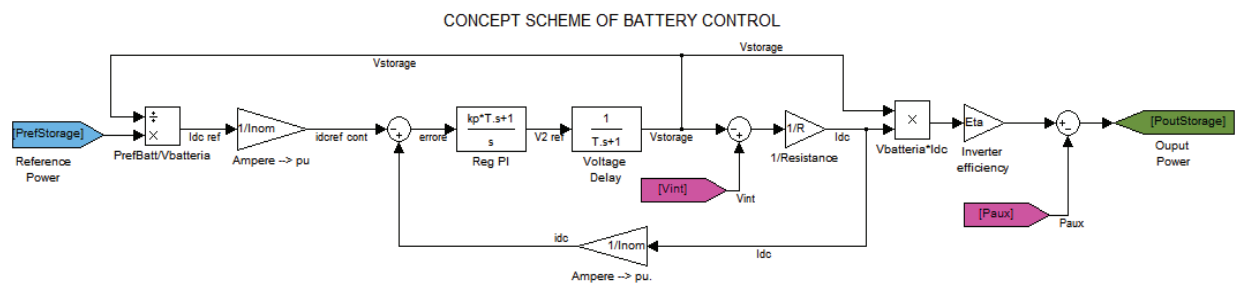 CONCEPT SCHEME OF BATTERY CONTROL
Vstorage
Vstorage
[PrefStorage]
Reference
Power
÷
×
PrefBatt/Vbatteria
Idc ref
1/Inom
Ampere --> pu
idcref cont
+
-
errore
kp*T.s+1
s
Reg PI
V2 ref
1
T.s+1
Voltage
Delay
Vstorage
+
-
[Vint]
Vint
1/R
1/Resistance
Idc
×
Vbatteria*Idc
Eta
Inverter
efficiency
+
-
[PoutStorage]
Ouput
Power
[Paux]
Paux
idc
1/Inom
Ampere --> pu.
Idc